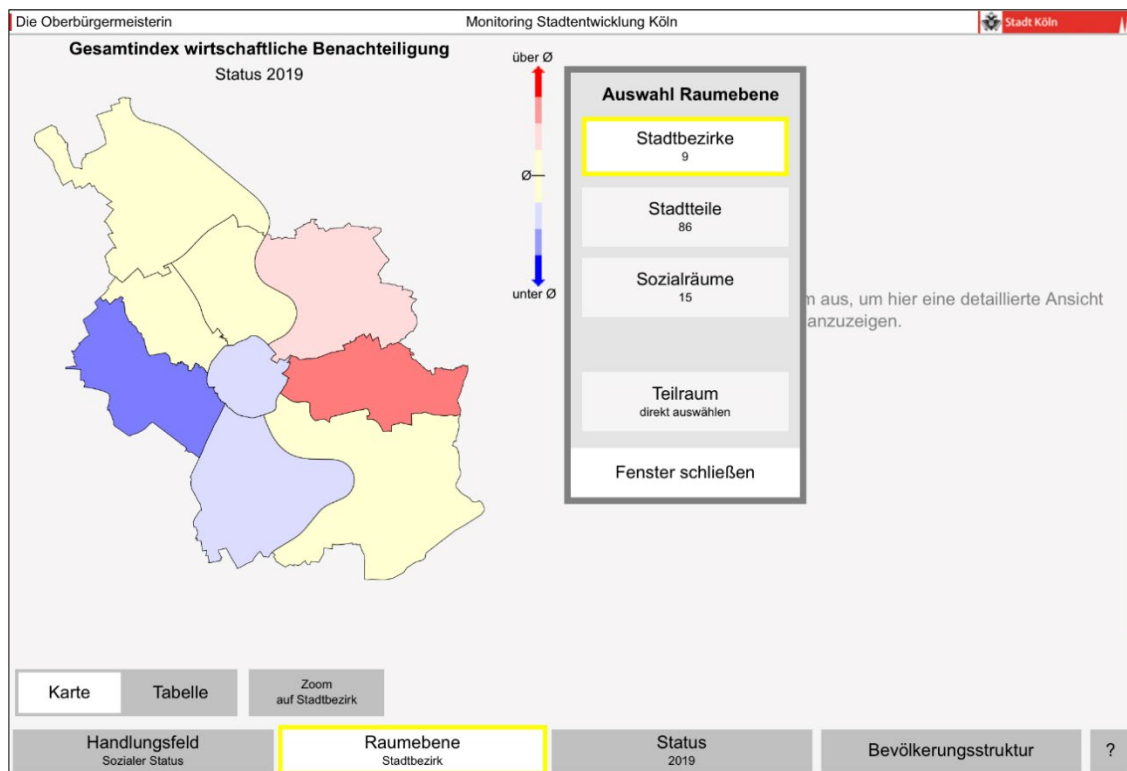 Die Oberbürgermeisterin
Monitoring Stadtentwicklung Köln
Stadt Köln
Gesamtindex wirtschaftliche Benachteiligung
Status 2019
über Ø
Ø
unter Ø
Auswahl Raumebene
Stadtbezirke
9
Stadtteile
86
Sozialräume
15
aus, um hier eine detaillierte Ansicht
anzuzeigen.
Teilraum
direkt auswählen
Fenster schließen
Karte
Tabelle
Zoom
auf Stadtbezirk
Handlungsfeld
Sozialer Status
Raumebene
Stadtbezirk
Status
2019
Bevölkerungsstruktur
?